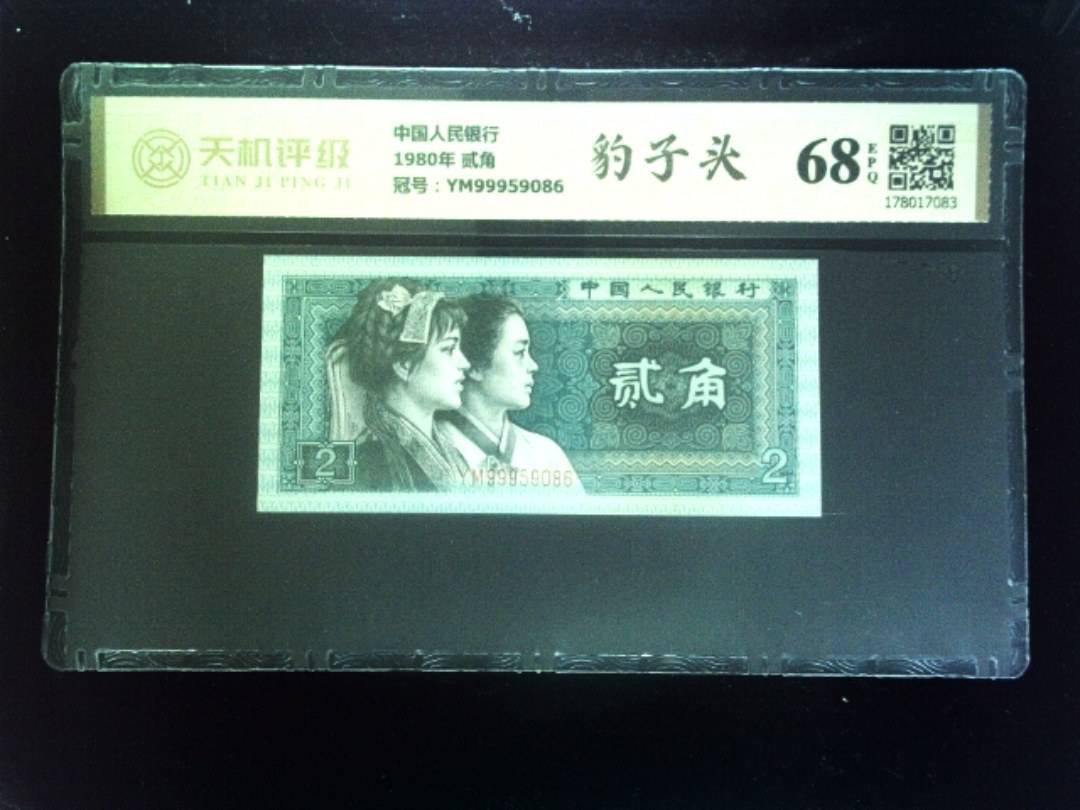 天机评级
TIAN JI PING JI
中国人民银行
1980年 贰角
冠号：YM99959086
豹子头
68
EPQ
178017083
中国人民银行
贰角
2
YM99959086
2